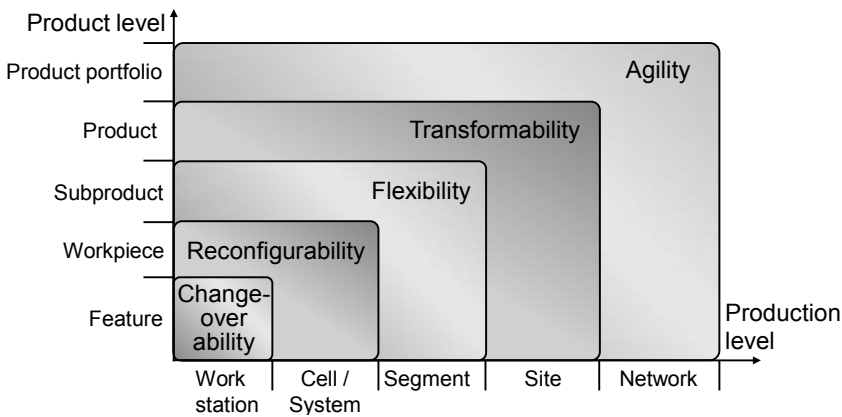 Product level
Product portfolio
Agility
Product
Transformability
Subproduct
Flexibility
Workpiece
Reconfigurability
Feature
Change-
over
ability
Production
level
Work
station
Cell /
System
Segment
Site
Network